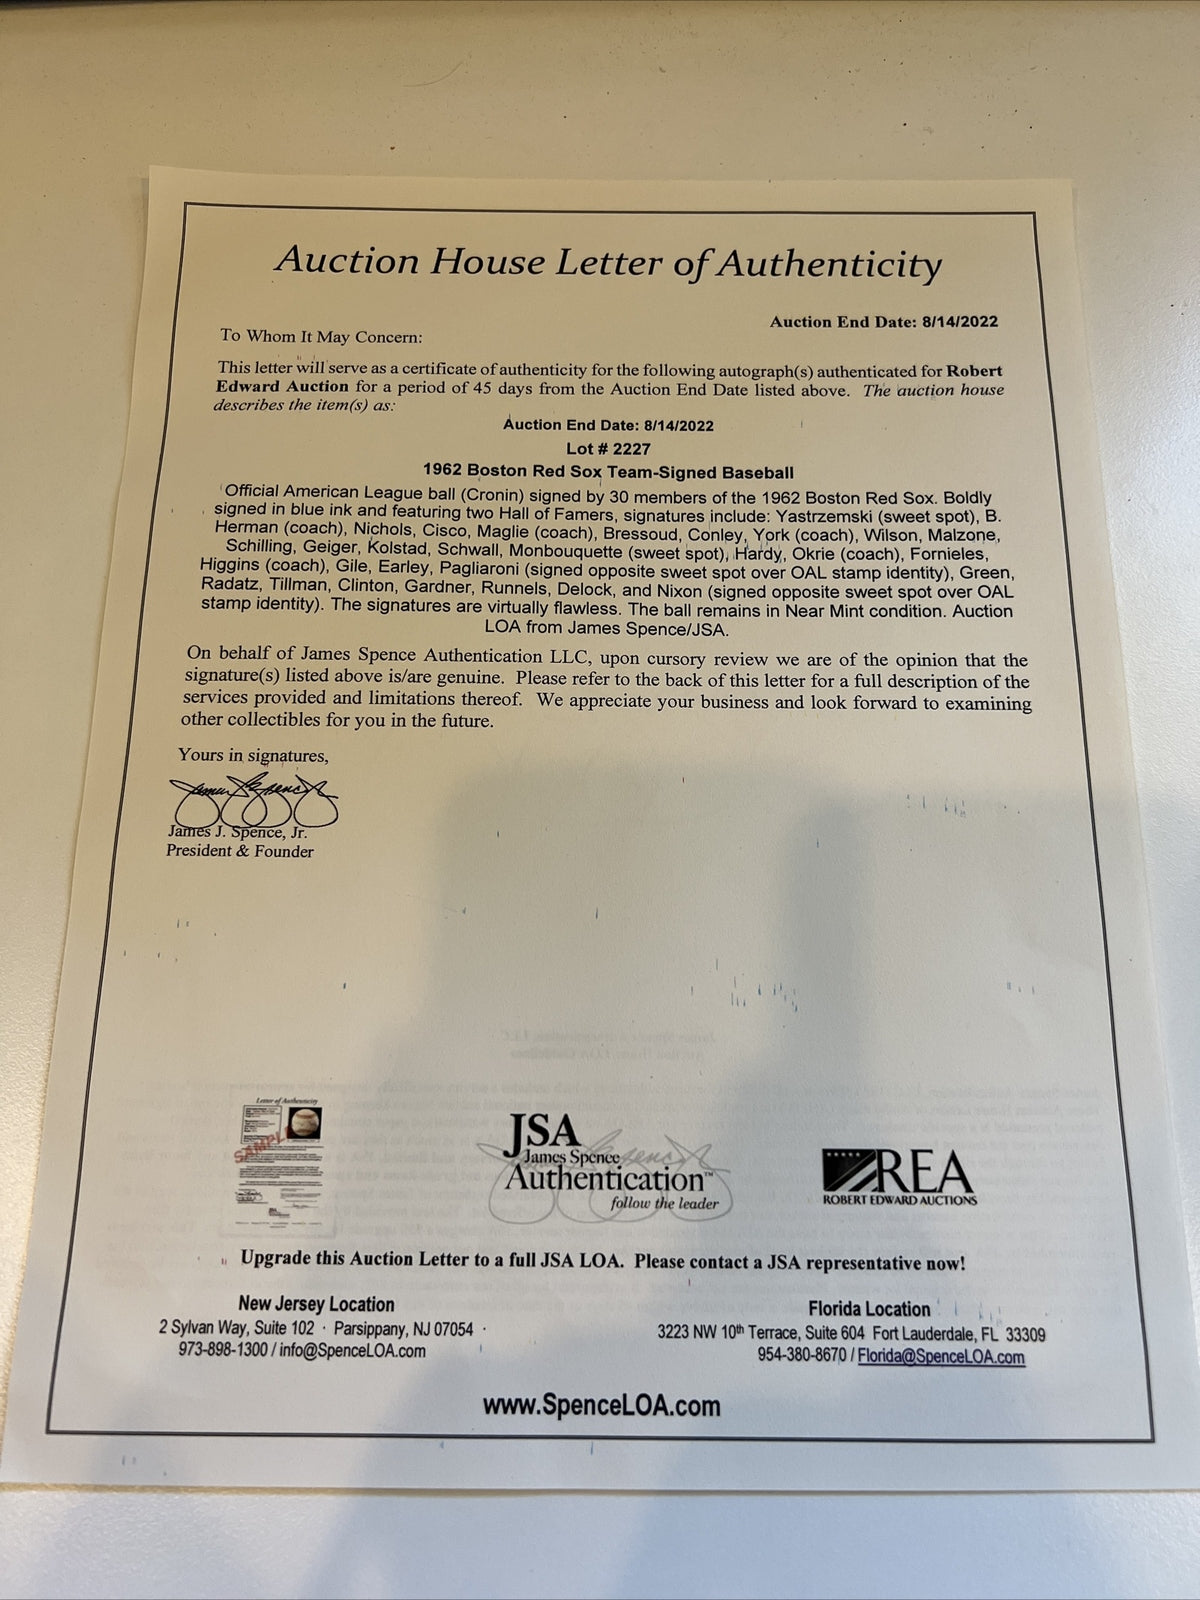 Auction House Letter of Authenticity
Auction End Date: 8/14/2022
To Whom It May Concern:
This letter will serve as a certificate of authenticity for the following autograph(s) authenticated for Robert
Edward Auction for a period of 45 days from the Auction End Date listed above. The auction house
describes the item(s) as:
Auction End Date: 8/14/2022
Lot # 2227
1962 Boston Red Sox Team-Signed Baseball
Official American League ball (Cronin) signed by 30 members of the 1962 Boston Red Sox. Boldly
signed in blue ink and featuring two Hall of Famers, signatures include: Yastrzemski (sweet spot), B.
Herman (coach), Nichols, Cisco, Maglie (coach), Bressoud, Conley, York (coach), Wilson, Malzone,
Schilling, Geiger, Kolstad, Schwall, Monbouquette (sweet spot), Hardy, Okrie (coach), Fornieles,
Higgins (coach), Gile, Earley, Pagliaroni (signed opposite sweet spot over OAL stamp identity), Green,
Radatz, Tillman, Clinton, Gardner, Runnels, Delock, and Nixon (signed opposite sweet spot over OAL
stamp identity). The signatures are virtually flawless. The ball remains in Near Mint condition. Auction
LOA from James Spence/JSA.
On behalf of James Spence Authentication LLC, upon cursory review we are of the opinion that the
signature(s) listed above is/are genuine. Please refer to the back of this letter for a full description of the
services provided and limitations thereof. We appreciate your business and look forward to examining
other collectibles for you in the future.
Yours in signatures,
James J. Spence, Jr.
President & Founder
Letter of Authenticity
SAMPLE
JSA
James Spence
Authentication™
follow the leader
REA
ROBERT EDWARD AUCTIONS
Upgrade this Auction Letter to a full JSA LOA. Please contact a JSA representative now!
New Jersey Location
2 Sylvan Way, Suite 102 · Parsippany, NJ 07054 ·
973-898-1300 / info@SpenceLOA.com
Florida Location
3223 NW 10th Terrace, Suite 604 Fort Lauderdale, FL 33309
954-380-8670 / Florida@SpenceLOA.com
www.SpenceLOA.com